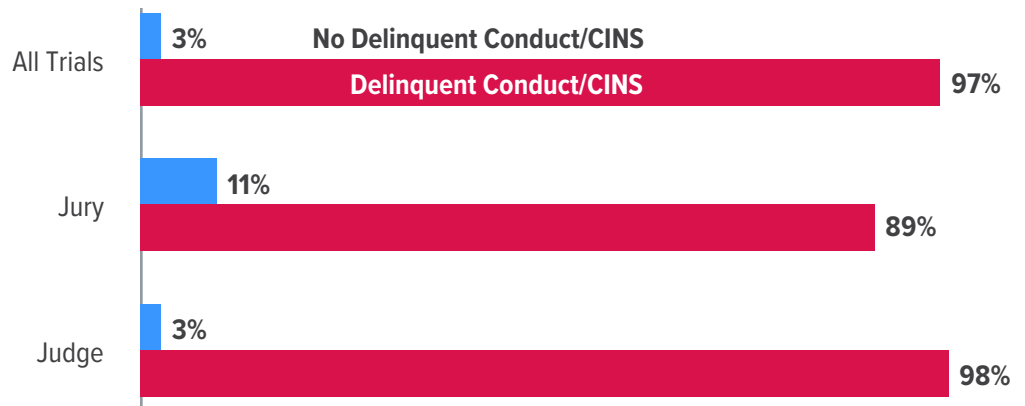 3% No Delinquent Conduct/CINS
All Trials
Delinquent Conduct/CINS 97%
11%
Jury
89%
3%
Judge
98%